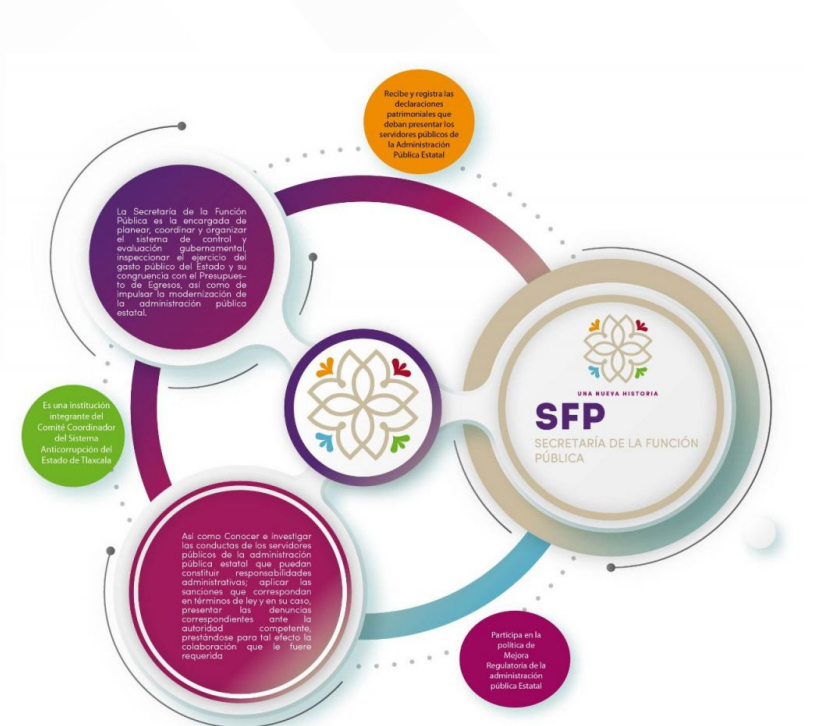 Recibe y registra las
declaraciones
patrimoniales que
deban presentar los
servidores públicos de
la Administración
Pública Estatal
La Secretaría de la Función
Pública es la encargada de
planear, coordinar y organizar
el sistema de control y
evaluación gubernamental,
inspeccionar el ejercicio del
gasto público del Estado y su
congruencia con el Presupues-
to de Egresos, así como de
impulsar la modernización de
la administración pública
estatal.
UNA NUEVA HISTORIA
SFP
SECRETARÍA DE LA FUNCIÓN
PÚBLICA
Es una institución
integrante del
Comité Coordinador
del Sistema
Anticorrupción del
Estado de Tlaxcala
Así como Conocer e investigar
las conductas de los servidores
públicos de la administración
pública estatal que puedan
constituir responsabilidades
administrativas; aplicar las
sanciones que correspondan
en términos de ley y en su caso,
presentar las denuncias
correspondientes ante la
autoridad competente,
prestándose para tal efecto la
colaboración que le fuere
requerida
Participa en la
política de
Mejora
Regulatoria de la
administración
pública Estatal